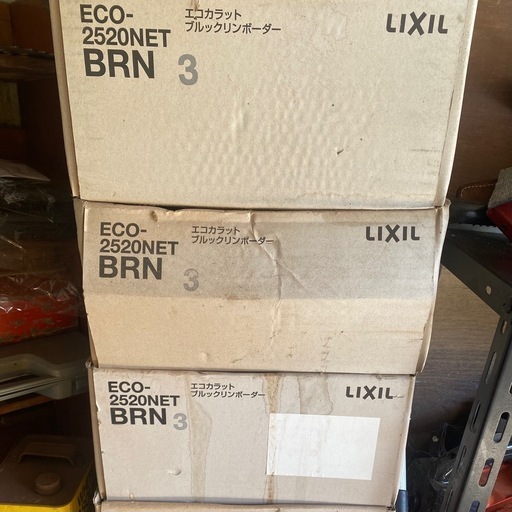 ECO-
2520NET
BRN 3
エコカラット
ブルックリンボーダー
LIXIL
ECO-
2520NET
BRN 3
エコカラット
ブルックリンボーダー
LIXIL
ECO-
2520NET
BRN 3
エコカラット
ブルックリンボーダー
LIXIL